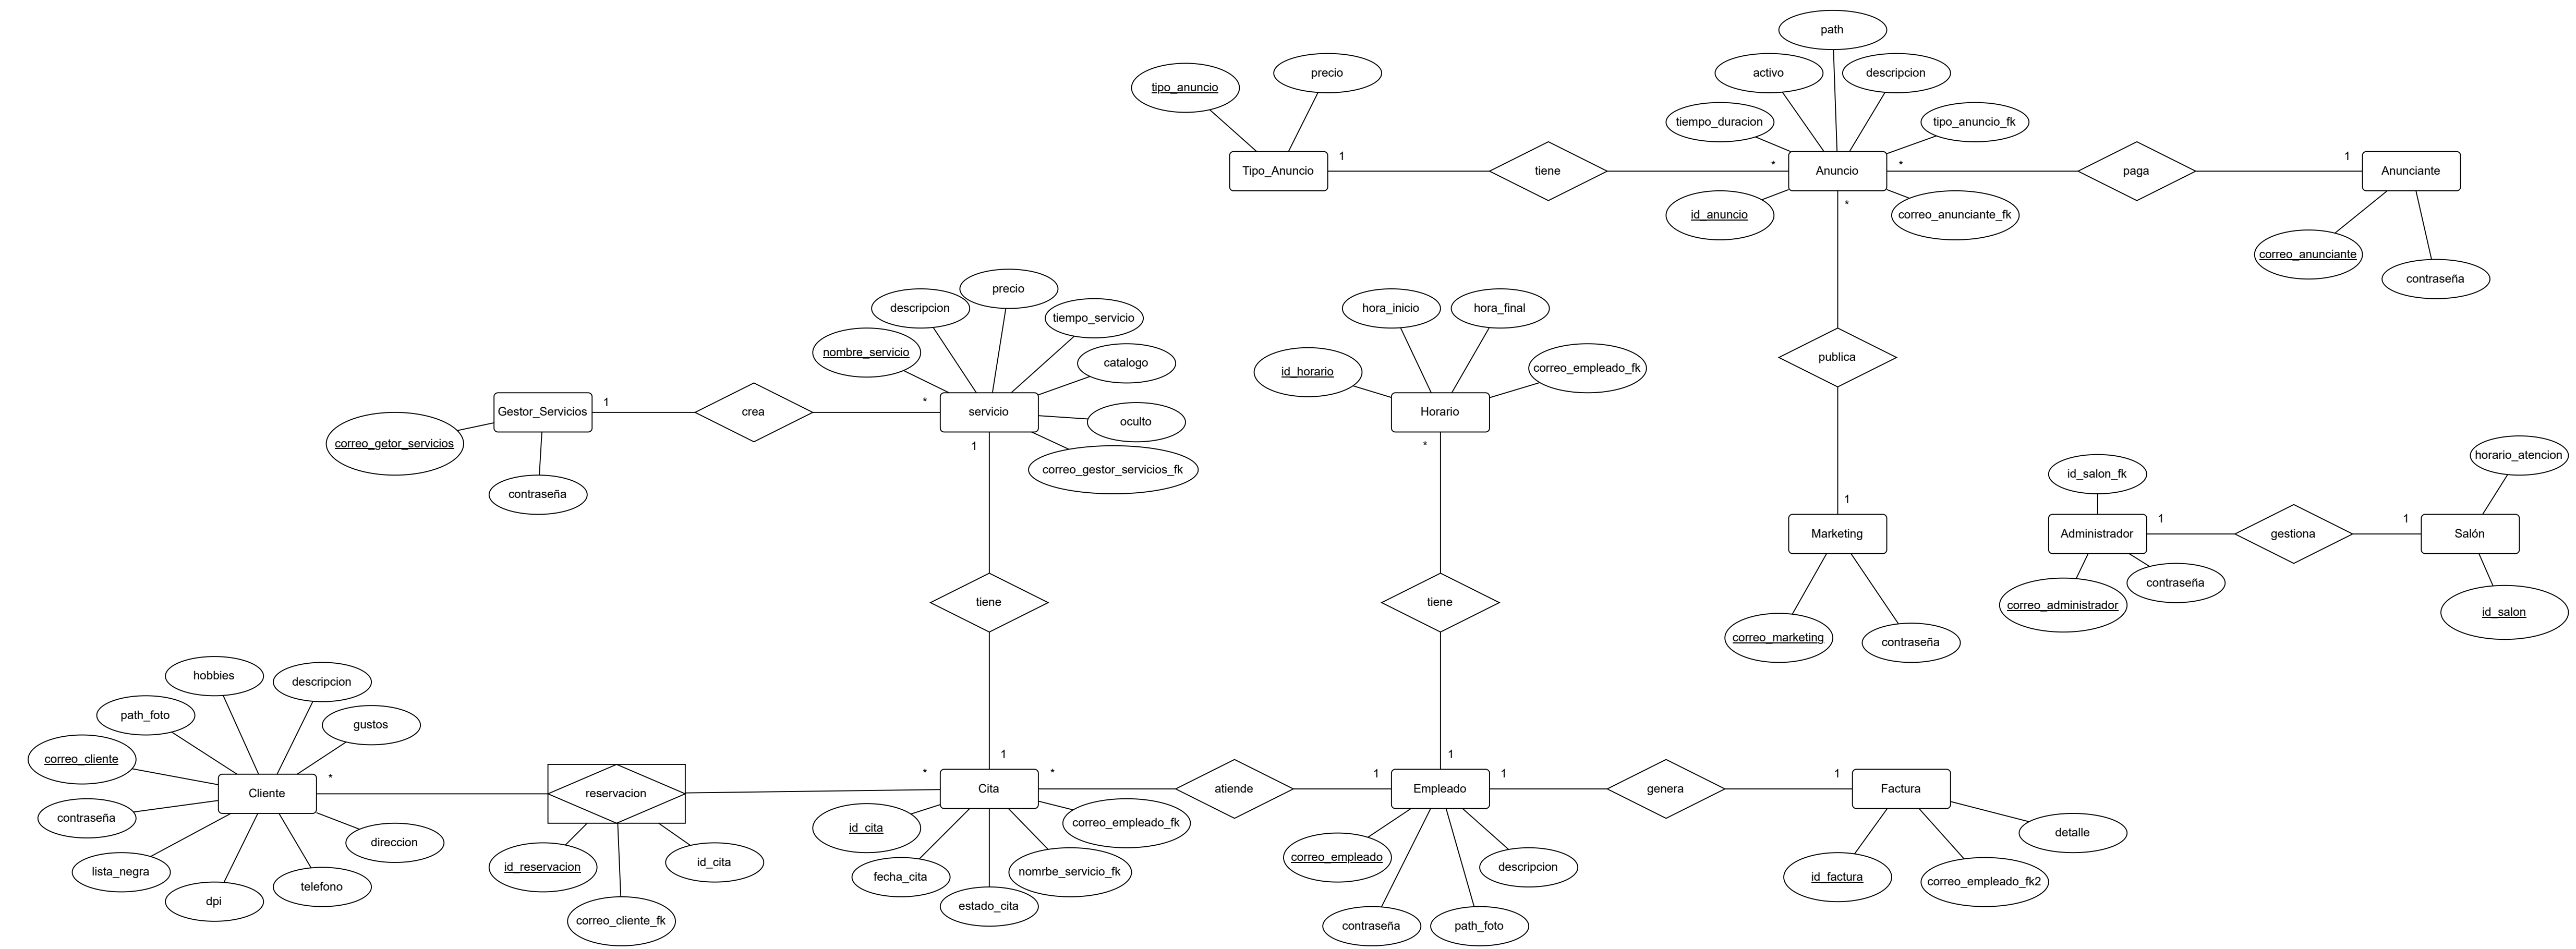 path
precio
activo
descripcion
tipo_anuncio
tiempo_duracion
tipo_anuncio_fk
1
*
*
1
Tipo_Anuncio
tiene
Anuncio
paga
Anunciante
*
id_anuncio
correo_anunciante_fk
correo_anunciante
contraseña
precio
descripcion
tiempo_servicio
hora_inicio
hora_final
nombre_servicio
catalogo
id_horario
correo_empleado_fk
publica
1
*
Gestor_Servicios
crea
servicio
oculto
Horario
correo_getor_servicios
1
*
correo_gestor_servicios_fk
horario_atencion
id_salon_fk
contraseña
1
1
1
Marketing
Administrador
gestiona
Salón
contraseña
tiene
tiene
correo_administrador
id_salon
correo_marketing
contraseña
hobbies
descripcion
path_foto
gustos
correo_cliente
1
1
*
*
*
1
1
1
Cliente
reservacion
Cita
atiende
Empleado
genera
Factura
contraseña
id_cita
correo_empleado_fk
detalle
direccion
lista_negra
id_reservacion
id_cita
fecha_cita
nomrbe_servicio_fk
correo_empleado
descripcion
id_factura
correo_empleado_fk2
dpi
telefono
correo_cliente_fk
estado_cita
contraseña
path_foto